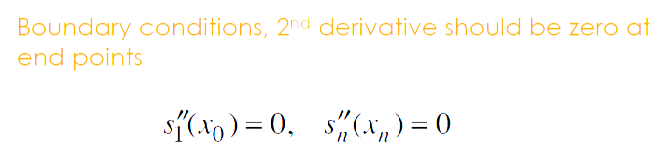 Boundary conditions, 2nd derivative should be zero at
end points
s₁″(x₀) = 0,   sₙ″(xₙ) = 0